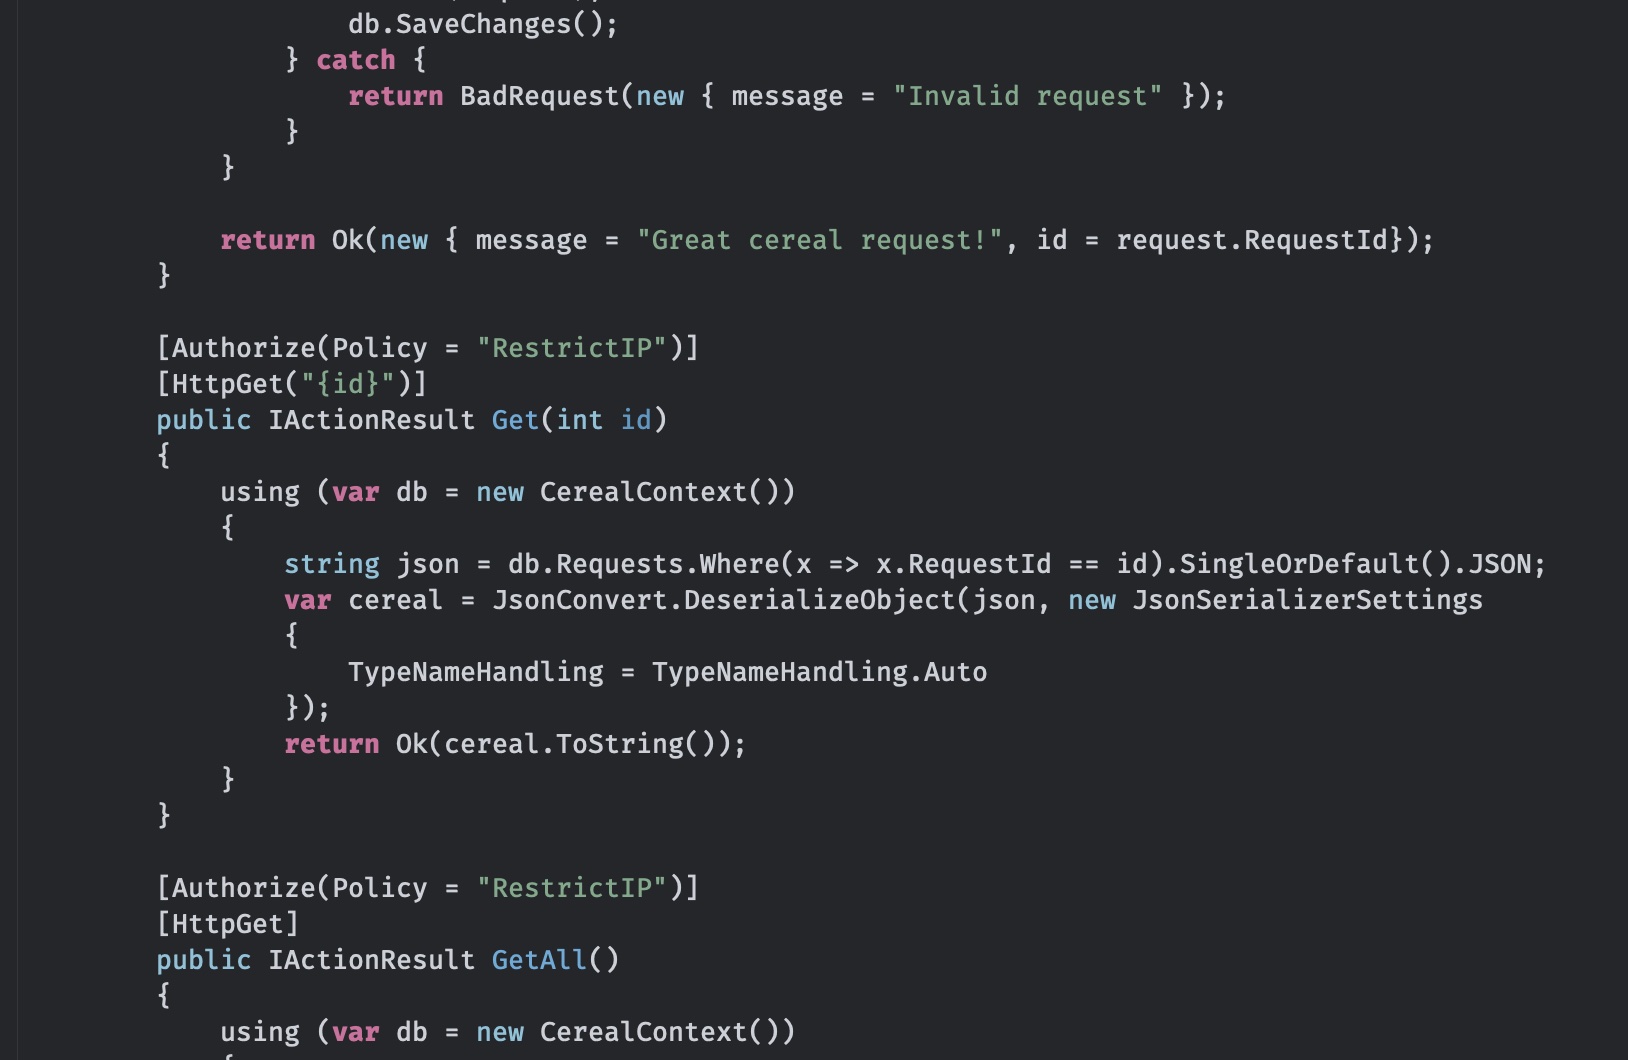 db.SaveChanges();
} catch {
return BadRequest(new { message = "Invalid request" });
}
}
return Ok(new { message = "Great cereal request!", id = request.RequestId});
}
[Authorize(Policy = "RestrictIP")]
[HttpGet("{id}")]
public IActionResult Get(int id)
{
using (var db = new CerealContext())
{
string json = db.Requests.Where(x => x.RequestId == id).SingleOrDefault().JSON;
var cereal = JsonConvert.DeserializeObject(json, new JsonSerializerSettings
{
TypeNameHandling = TypeNameHandling.Auto
});
return Ok(cereal.ToString());
}
}
[Authorize(Policy = "RestrictIP")]
[HttpGet]
public IActionResult GetAll()
{
using (var db = new CerealContext())